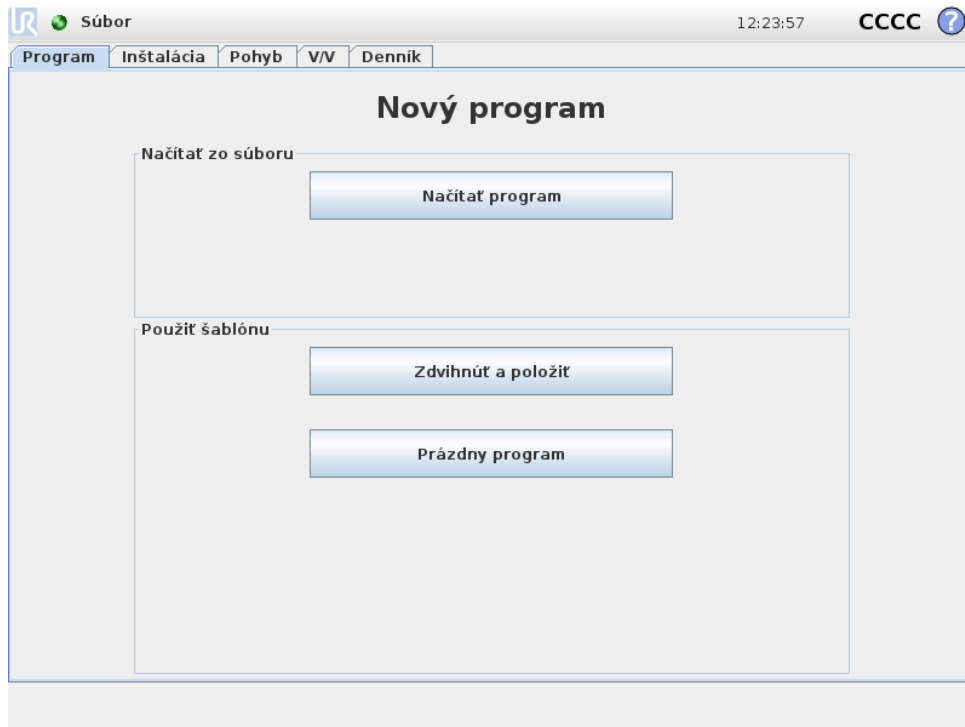 UR Súbor 12:23:57 CCCC ?
Program Inštalácia Pohyb V/V Denník
Nový program
Načítať zo súboru
Načítať program
Použiť šablónu
Zdvihnúť a položiť
Prázdny program